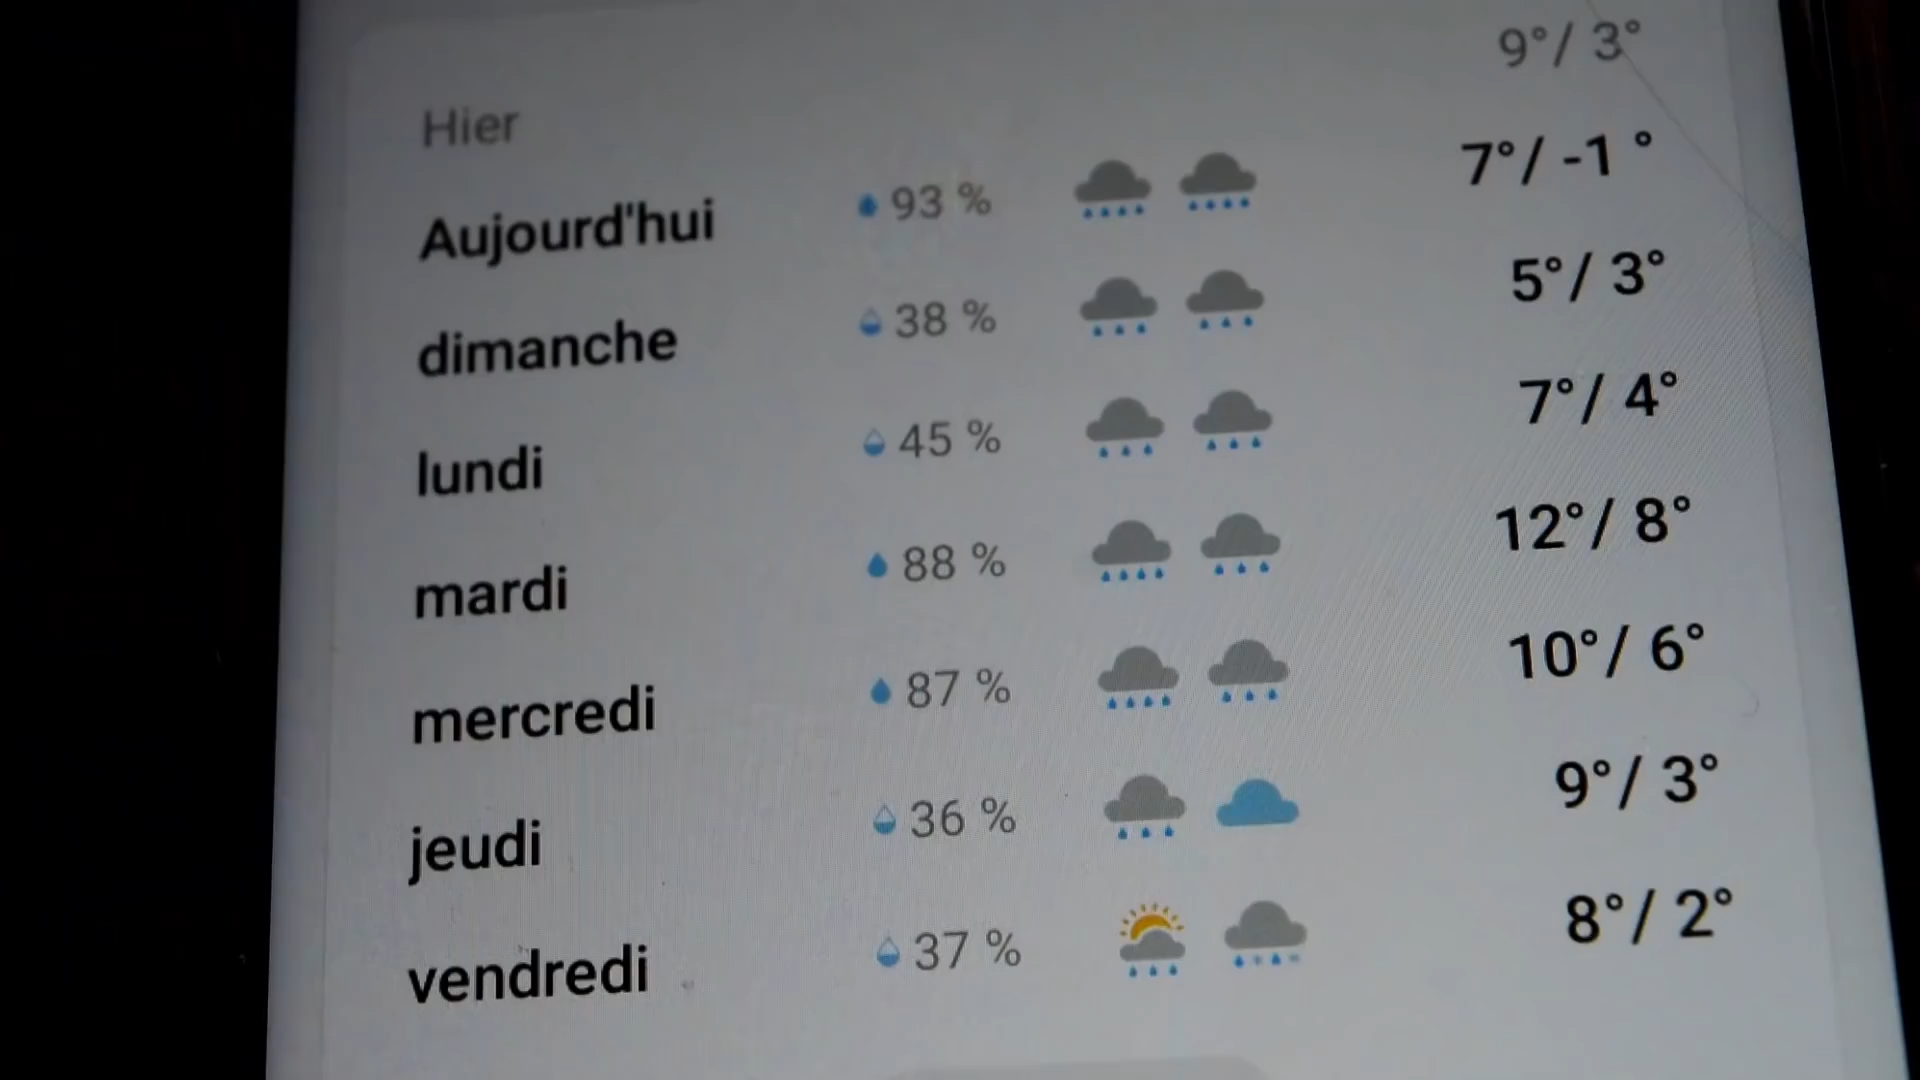 Hier 9°/ 3°
Aujourd'hui 93 % 7°/ -1 °
dimanche 38 % 5°/ 3°
lundi 45 % 7°/ 4°
mardi 88 % 12°/ 8°
mercredi 87 % 10°/ 6°
jeudi 36 % 9°/ 3°
vendredi 37 % 8°/ 2°